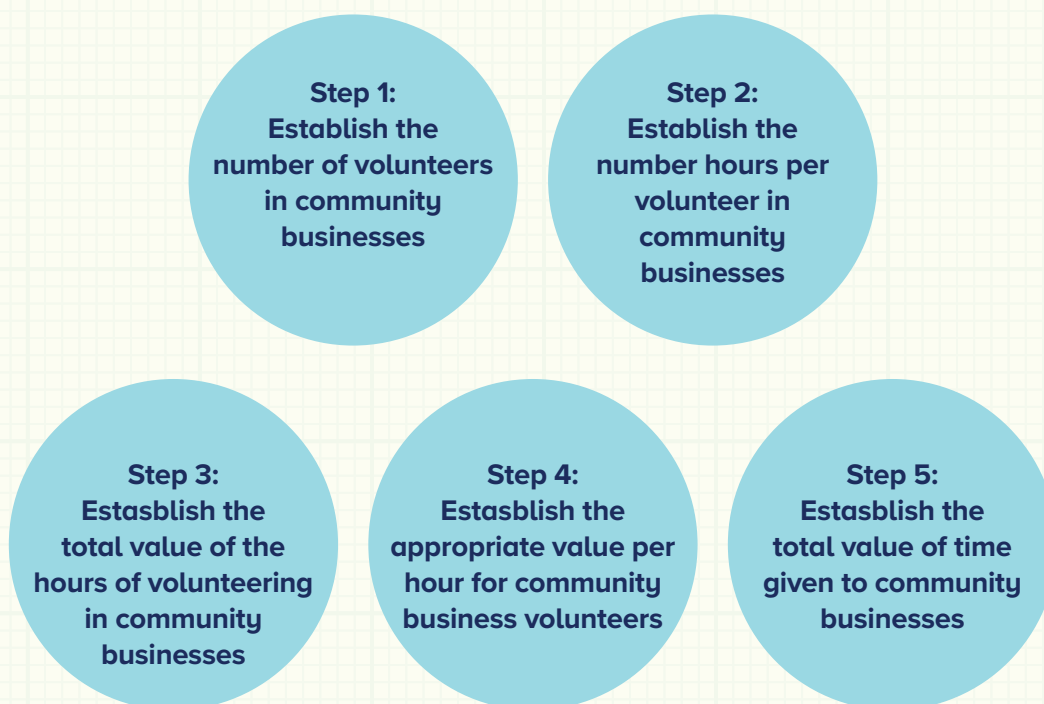 Step 1:
Establish the
number of volunteers
in community
businesses
Step 2:
Establish the
number hours per
volunteer in
community
businesses
Step 3:
Estasblish the
total value of the
hours of volunteering
in community
businesses
Step 4:
Estasblish the
appropriate value per
hour for community
business volunteers
Step 5:
Estasblish the
total value of time
given to community
businesses